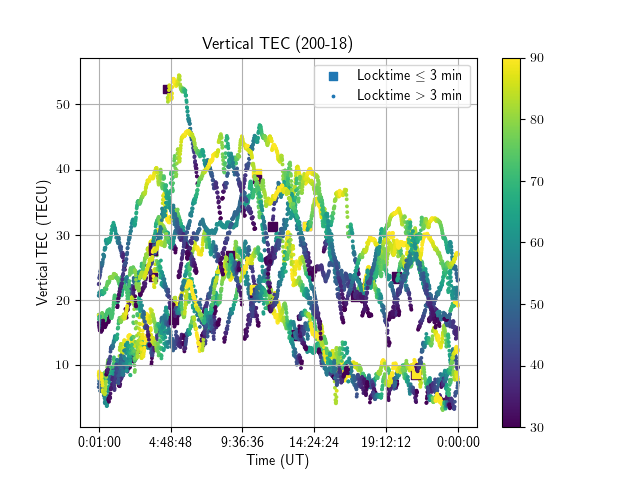 Vertical TEC (200-18)
Locktime ≤ 3 min
Locktime > 3 min
Vertical TEC (TECU)
50
40
30
20
10
0:01:00 4:48:48 9:36:36 14:24:24 19:12:12 0:00:00
Time (UT)
90
80
70
60
50
40
30